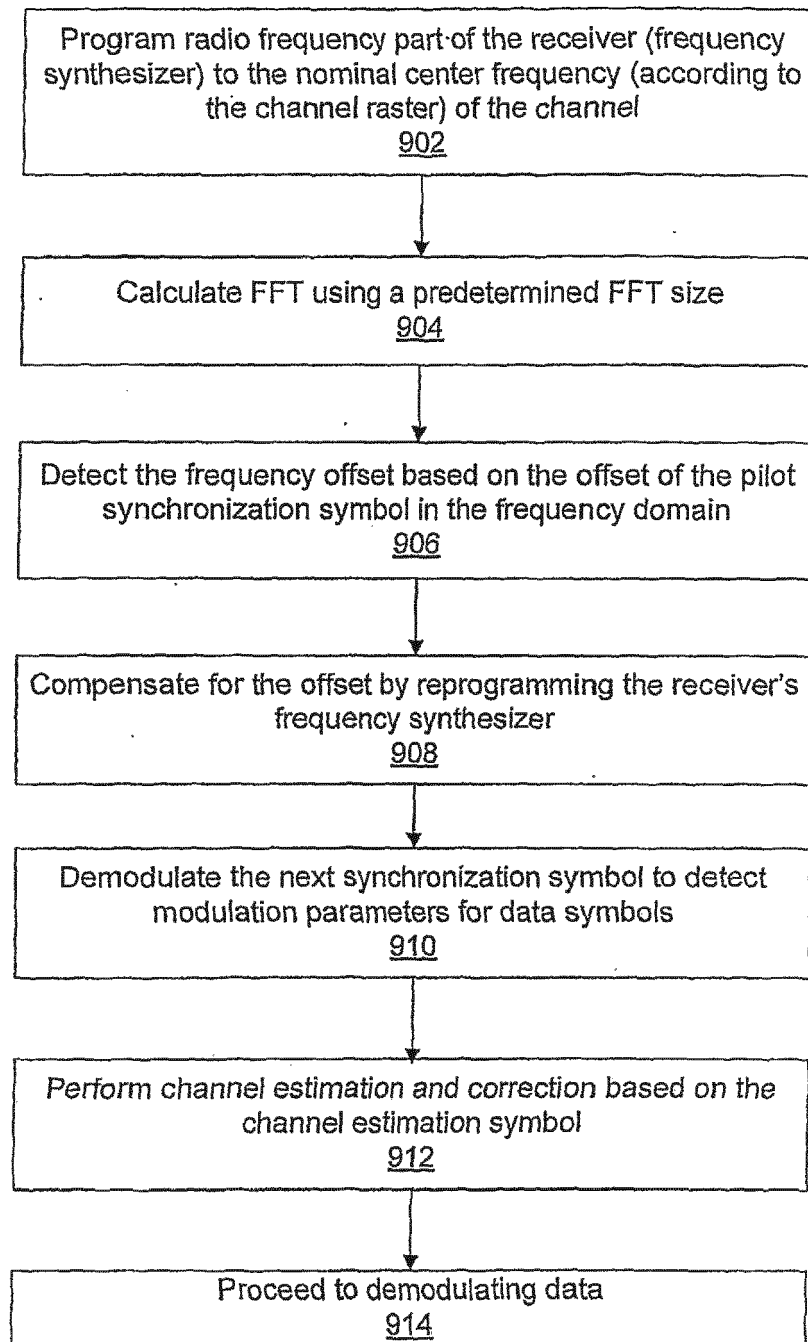 Program radio frequency part of the receiver (frequency
synthesizer) to the nominal center frequency (according to
the channel raster) of the channel
902
Calculate FFT using a predetermined FFT size
904
Detect the frequency offset based on the offset of the pilot
synchronization symbol in the frequency domain
906
Compensate for the offset by reprogramming the receiver's
frequency synthesizer
908
Demodulate the next synchronization symbol to detect
modulation parameters for data symbols
910
Perform channel estimation and correction based on the
channel estimation symbol
912
Proceed to demodulating data
914